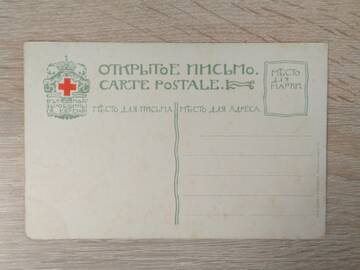 ОТКРЫТОЕ ПИСЬМО.
CARTE POSTALE.
МѢСТО ДЛЯ ПИСЬМА
МѢСТО ДЛЯ АДРЕСА.
МѢСТО
ДЛЯ
МАРКИ